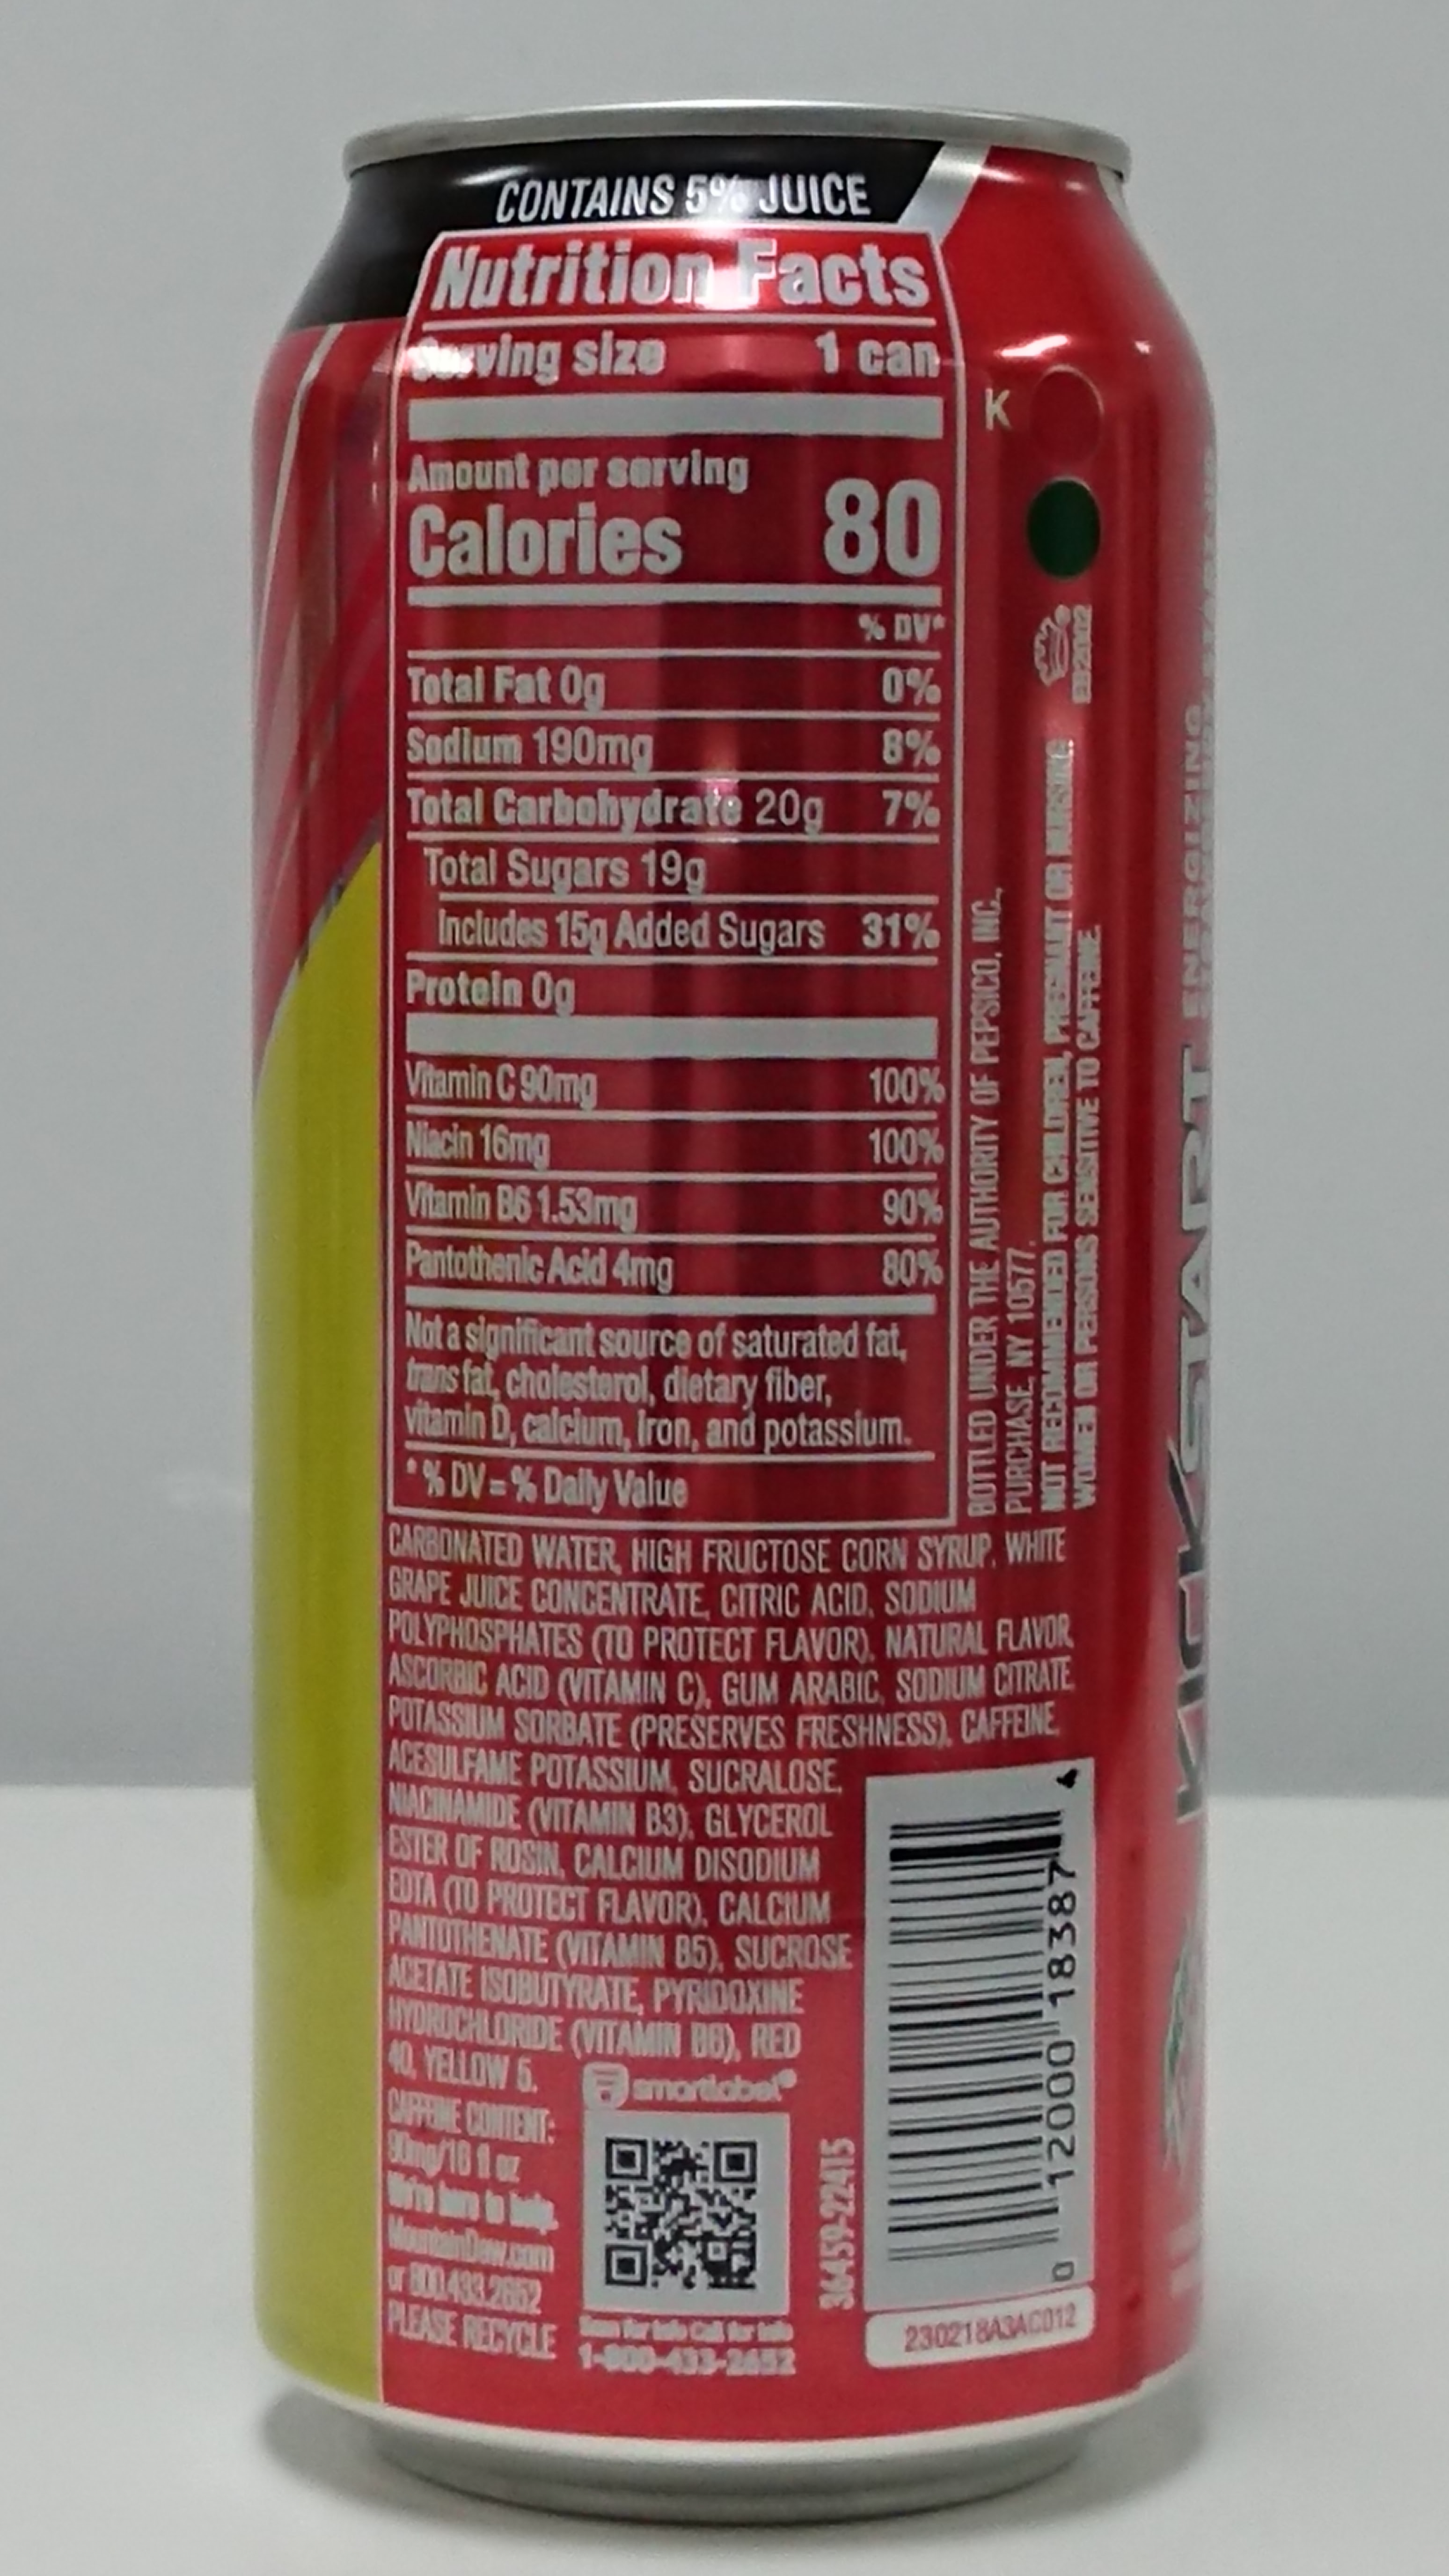 CONTAINS 5% JUICE
Nutrition Facts
Serving size 1 can
Amount per serving
Calories 80
% DV*
Total Fat 0g 0%
Sodium 190mg 8%
Total Carbohydrate 20g 7%
Total Sugars 19g
Includes 15g Added Sugars 31%
Protein 0g
Vitamin C 90mg 100%
Niacin 16mg 100%
Vitamin B6 1.53mg 90%
Pantothenic Acid 4mg 80%
Not a significant source of saturated fat,
trans fat, cholesterol, dietary fiber,
vitamin D, calcium, iron, and potassium.
* % DV = % Daily Value
CARBONATED WATER, HIGH FRUCTOSE CORN SYRUP, WHITE
GRAPE JUICE CONCENTRATE, CITRIC ACID, SODIUM
POLYPHOSPHATES (TO PROTECT FLAVOR), NATURAL FLAVOR,
ASCORBIC ACID (VITAMIN C), GUM ARABIC, SODIUM CITRATE,
POTASSIUM SORBATE (PRESERVES FRESHNESS), CAFFEINE,
ACESULFAME POTASSIUM, SUCRALOSE,
NIACINAMIDE (VITAMIN B3), GLYCEROL
ESTER OF ROSIN, CALCIUM DISODIUM
EDTA (TO PROTECT FLAVOR), CALCIUM
PANTOTHENATE (VITAMIN B5), SUCROSE
ACETATE ISOBUTYRATE, PYRIDOXINE
HYDROCHLORIDE (VITAMIN B6), RED
40, YELLOW 5.
CAFFEINE CONTENT:
90mg/16 fl oz
We're here to help.
MountainDew.com
or 800.433.2652
PLEASE RECYCLE
smartlabel®
Scan for info Call for info
1-800-433-2652
36459-22415
0 12000 18387 4
230218A3AC012
K
BOTTLED UNDER THE AUTHORITY OF PEPSICO, INC.,
PURCHASE, NY 10577.
NOT RECOMMENDED FOR CHILDREN, PREGNANT OR NURSING
WOMEN OR PERSONS SENSITIVE TO CAFFEINE.
KICKSTART ENERGIZING